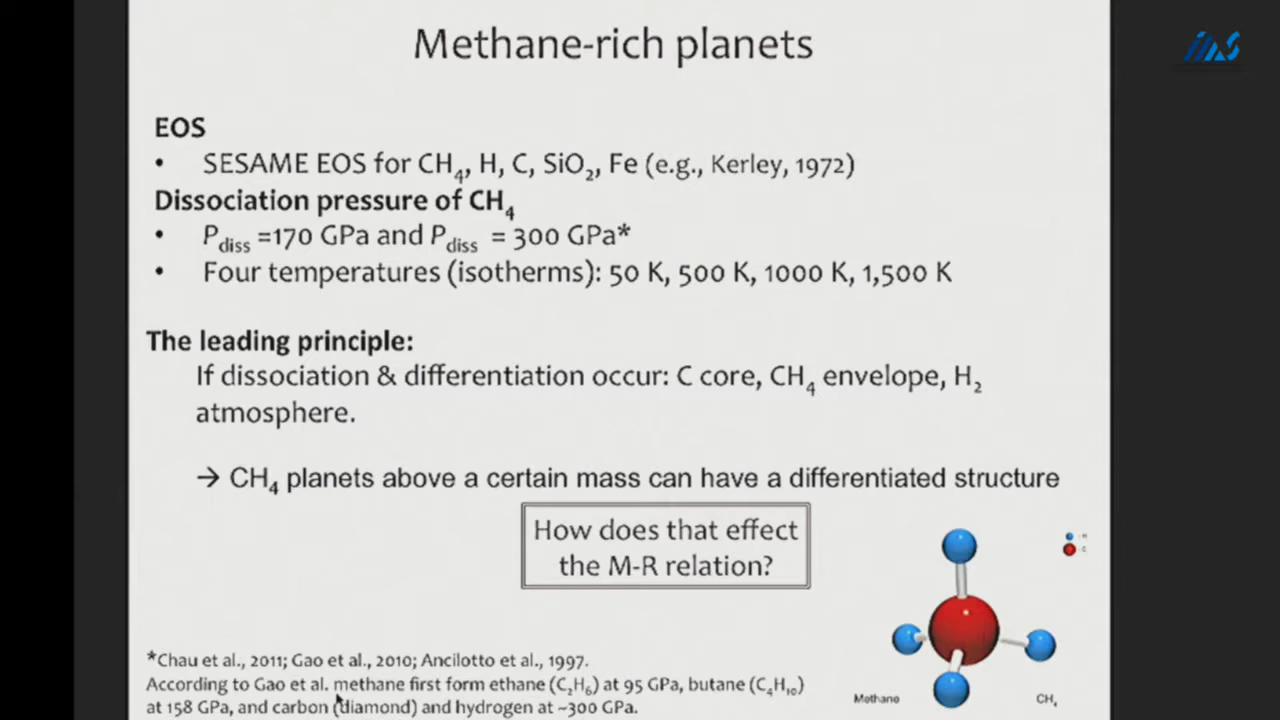 Methane-rich planets
IAS
EOS
• SESAME EOS for CH₄, H, C, SiO₂, Fe (e.g., Kerley, 1972)
Dissociation pressure of CH₄
• P_diss =170 GPa and P_diss = 300 GPa*
• Four temperatures (isotherms): 50 K, 500 K, 1000 K, 1,500 K
The leading principle:
If dissociation & differentiation occur: C core, CH₄ envelope, H₂
atmosphere.
→ CH₄ planets above a certain mass can have a differentiated structure
How does that effect
the M-R relation?
*Chau et al., 2011; Gao et al., 2010; Ancilotto et al., 1997.
According to Gao et al. methane first form ethane (C₂H₆) at 95 GPa, butane (C₄H₁₀)
at 158 GPa, and carbon (diamond) and hydrogen at ~300 GPa.
Methane CH₄